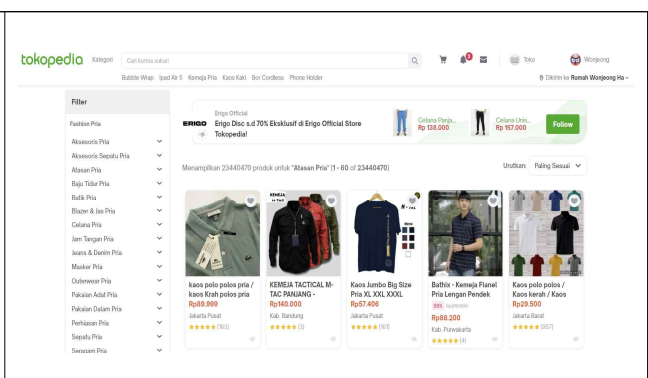 tokopedia Kategori Cari kurma sukari 3 Toko Wonjeong
Bubble Wrap Ipad Air 5 Kemeja Pria Kaos Kaki Bor Cordless Phone Holder Dikirim ke Rumah Wonjeong Ha
Filter
Fashion Pria
Aksesoris Pria
Aksesoris Sepatu Pria
Atasan Pria
Baju Tidur Pria
Batik Pria
Blazer & Jas Pria
Celana Pria
Jam Tangan Pria
Jeans & Denim Pria
Masker Pria
Outerwear Pria
Pakaian Adat Pria
Pakaian Dalam Pria
Perhiasan Pria
Sepatu Pria
Seragam Pria
ERIGO
Erigo Official
Erigo Disc s.d 70% Eksklusif di Erigo Official Store
Tokopedia!
Celana Panja...
Rp 138.000
Celana Unis...
Rp 157.000
Follow
Menampilkan 23440470 produk untuk "Atasan Pria" (1 - 60 of 23440470)
Urutkan: Paling Sesuai
kaos polo polos pria /
kaos Krah polos pria
Rp89.999
Jakarta Pusat
(163)
KEMEJA
M-TAC
KEMEJA TACTICAL M-
TAC PANJANG -
Rp140.000
Kab. Bandung
(3)
Kaos Jumbo Big Size
Pria XL XXL XXXL
Rp57.406
Jakarta Pusat
(161)
Bathix - Kemeja Flanel
Pria Lengan Pendek
Rp88.200
Kab. Purwakarta
(4)
Kaos polo polos /
Kaos kerah / Kaos
Rp29.500
Jakarta Barat
(357)